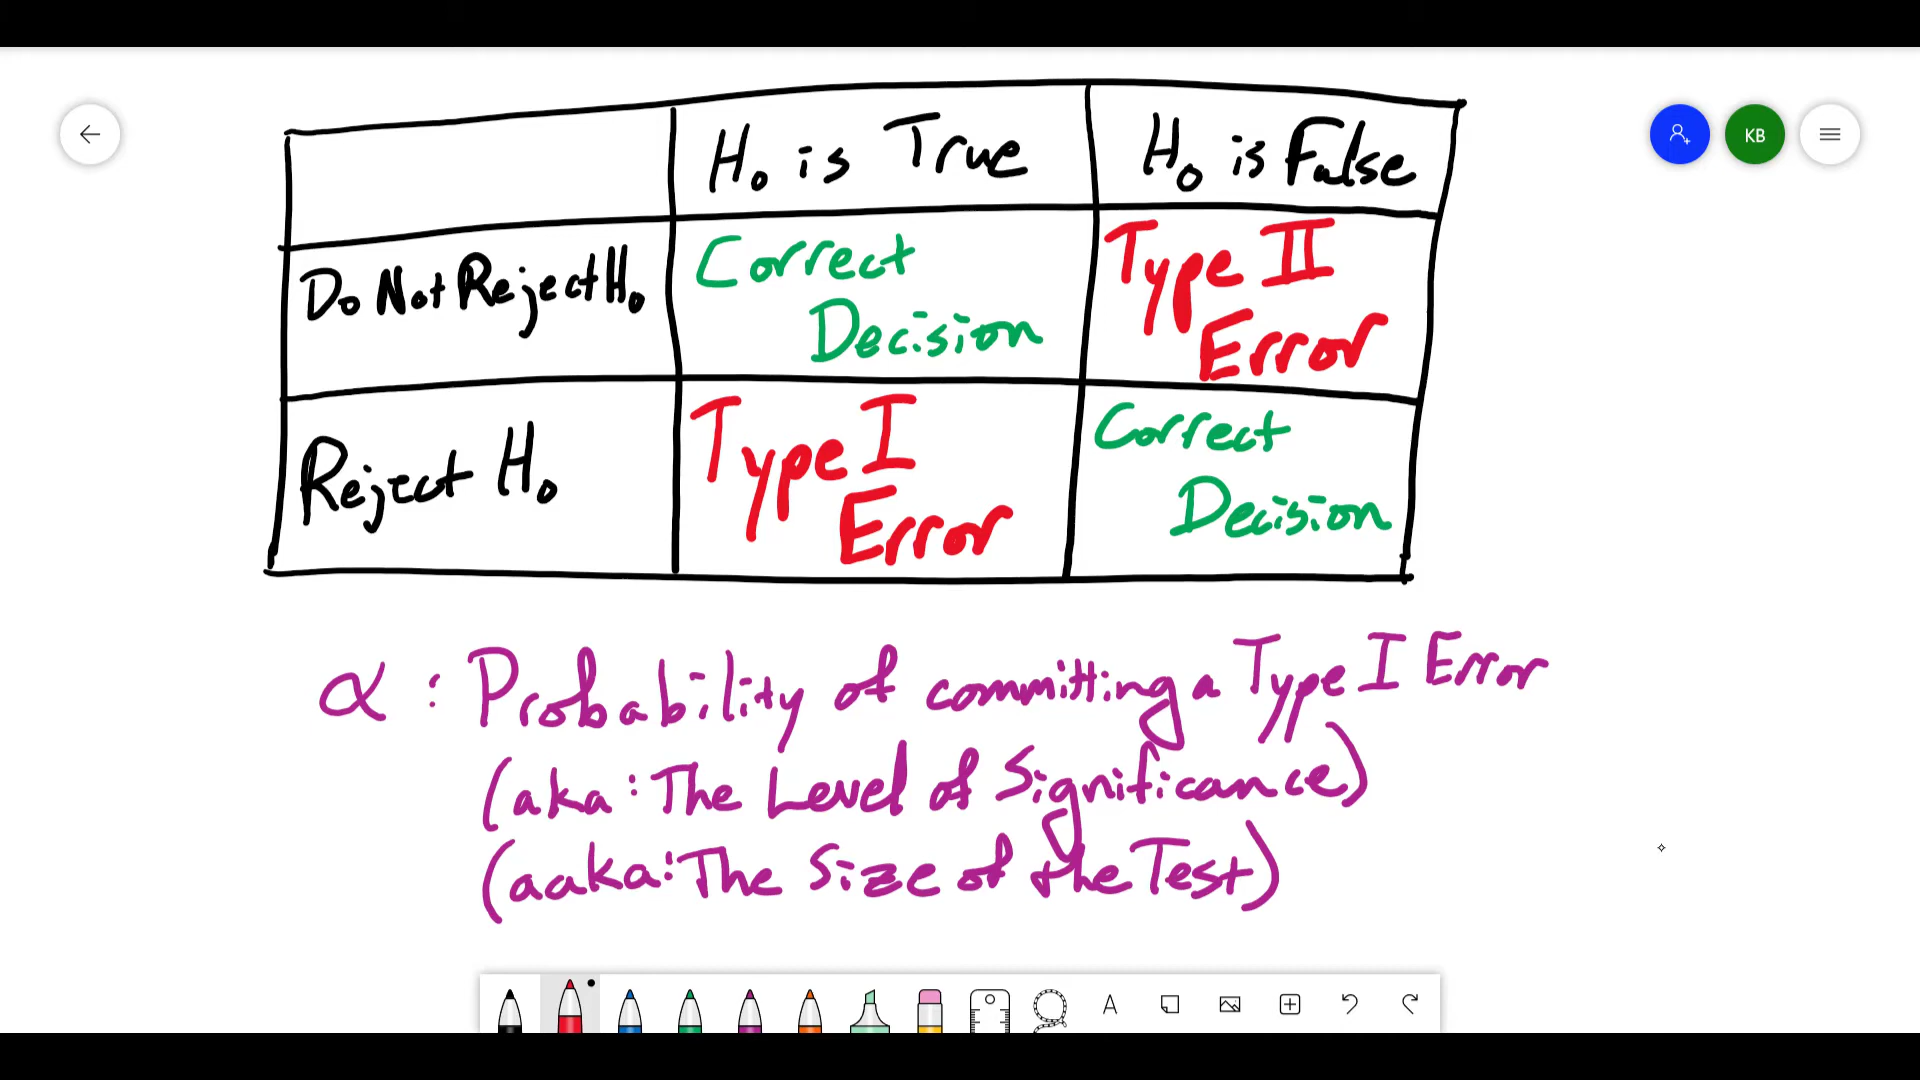 H₀ is True
H₀ is False
Do Not Reject H₀
Correct
Decision
Type II
Error
Reject H₀
Type I
Error
Correct
Decision
α : Probability of committing a Type I Error
(aka: The Level of Significance)
(aaka: The Size of the Test)
KB
A